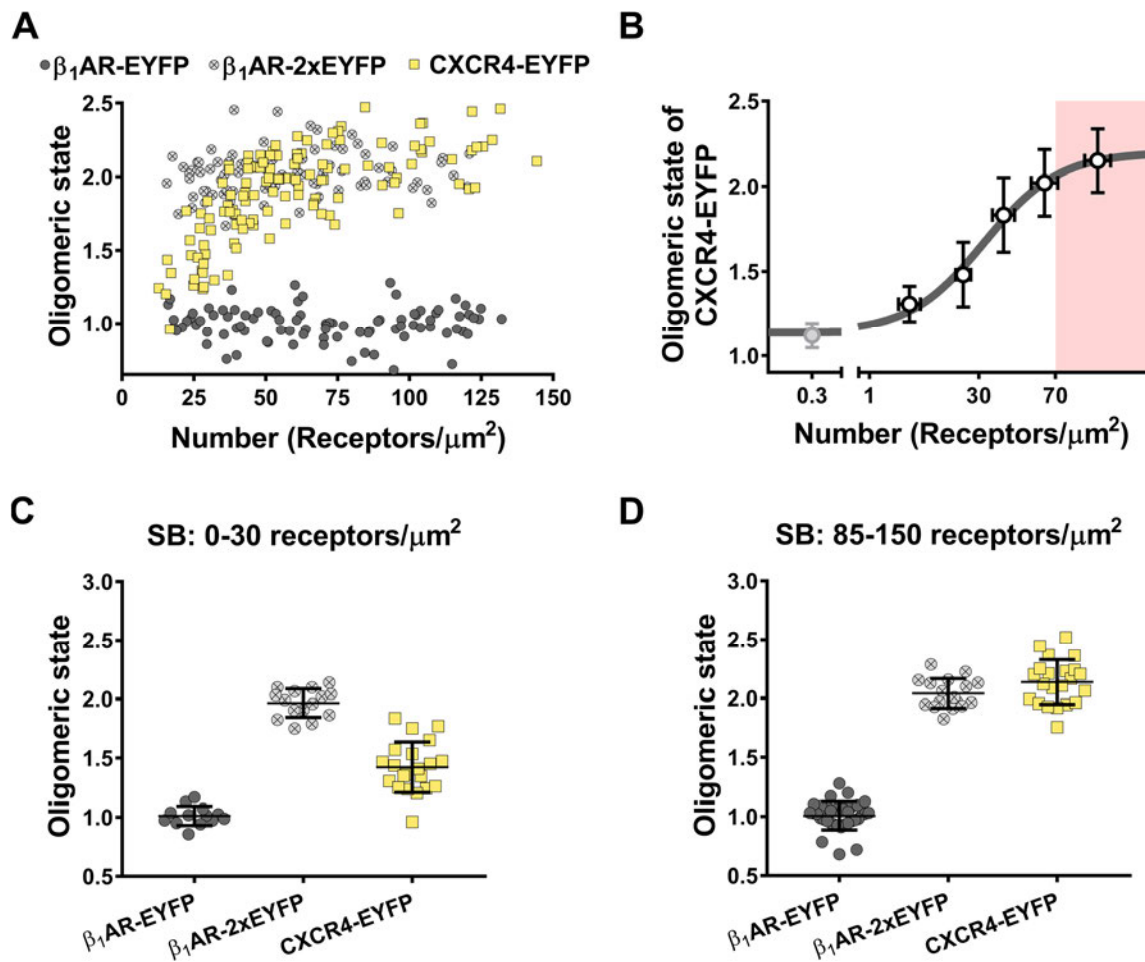 A
β₁AR-EYFP β₁AR-2xEYFP CXCR4-EYFP
Oligomeric state
2.5
2.0
1.5
1.0
0 25 50 75 100 125 150
Number (Receptors/μm²)
B
Oligomeric state of
CXCR4-EYFP
2.5
2.0
1.5
1.0
0.3 1 30 70
Number (Receptors/μm²)
C
SB: 0-30 receptors/μm²
Oligomeric state
3.0
2.5
2.0
1.5
1.0
0.5
β₁AR-EYFP
β₁AR-2xEYFP
CXCR4-EYFP
D
SB: 85-150 receptors/μm²
Oligomeric state
3.0
2.5
2.0
1.5
1.0
0.5
β₁AR-EYFP
β₁AR-2xEYFP
CXCR4-EYFP